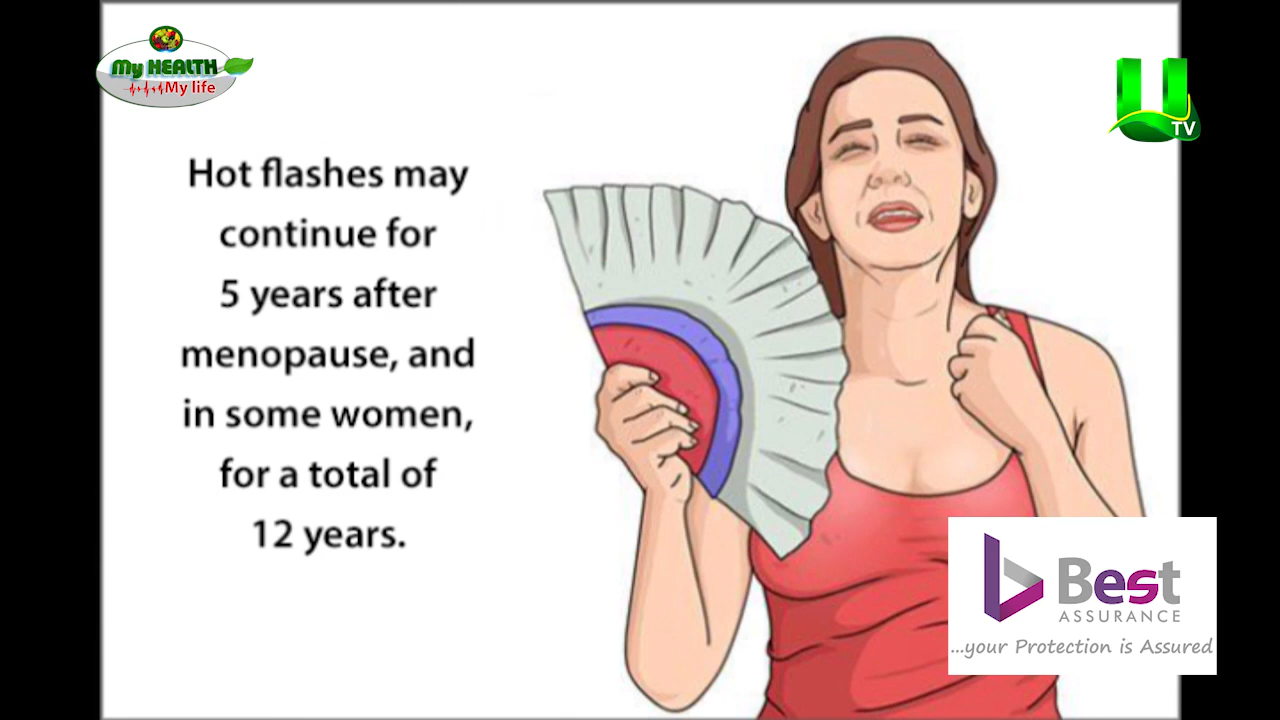 My HEALTH
My life
U
TV
Hot flashes may
continue for
5 years after
menopause, and
in some women,
for a total of
12 years.
Best
ASSURANCE
...your Protection is Assured